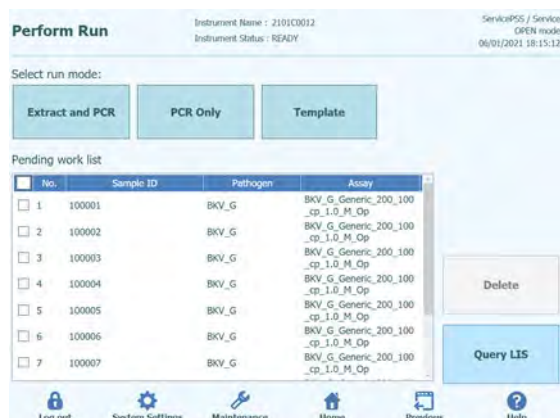 Perform Run
Instrument Name : 2101C0012
Instrument Status : READY
ServicePSS / Service
OPEN mode
06/01/2021 18:15:12
Select run mode:
Extract and PCR
PCR Only
Template
Pending work list
No. Sample ID Pathogen Assay
1 100001 BKV_G BKV_G_Generic_200_100
_cp_1.0_M_Op
2 100002 BKV_G BKV_G_Generic_200_100
_cp_1.0_M_Op
3 100003 BKV_G BKV_G_Generic_200_100
_cp_1.0_M_Op
4 100004 BKV_G BKV_G_Generic_200_100
_cp_1.0_M_Op
5 100005 BKV_G BKV_G_Generic_200_100
_cp_1.0_M_Op
6 100006 BKV_G BKV_G_Generic_200_100
_cp_1.0_M_Op
7 100007 BKV_G BKV_G_Generic_200_100
_cp_1.0_M_Op
Delete
Query LIS
Log out
System Settings
Maintenance
Home
Previous
Help